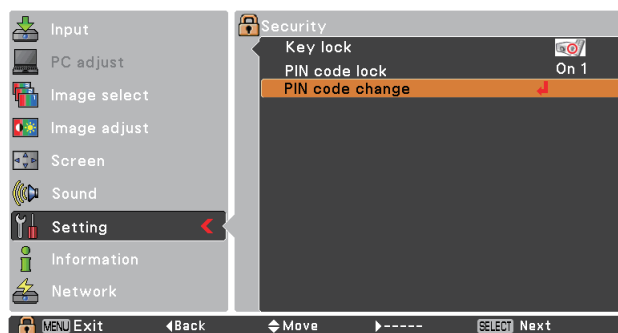 Input
PC adjust
Image select
Image adjust
Screen
Sound
Setting
Information
Network
Security
Key lock
PIN code lock On 1
PIN code change
MENU Exit ◀Back ◆Move ▶----- SELECT Next